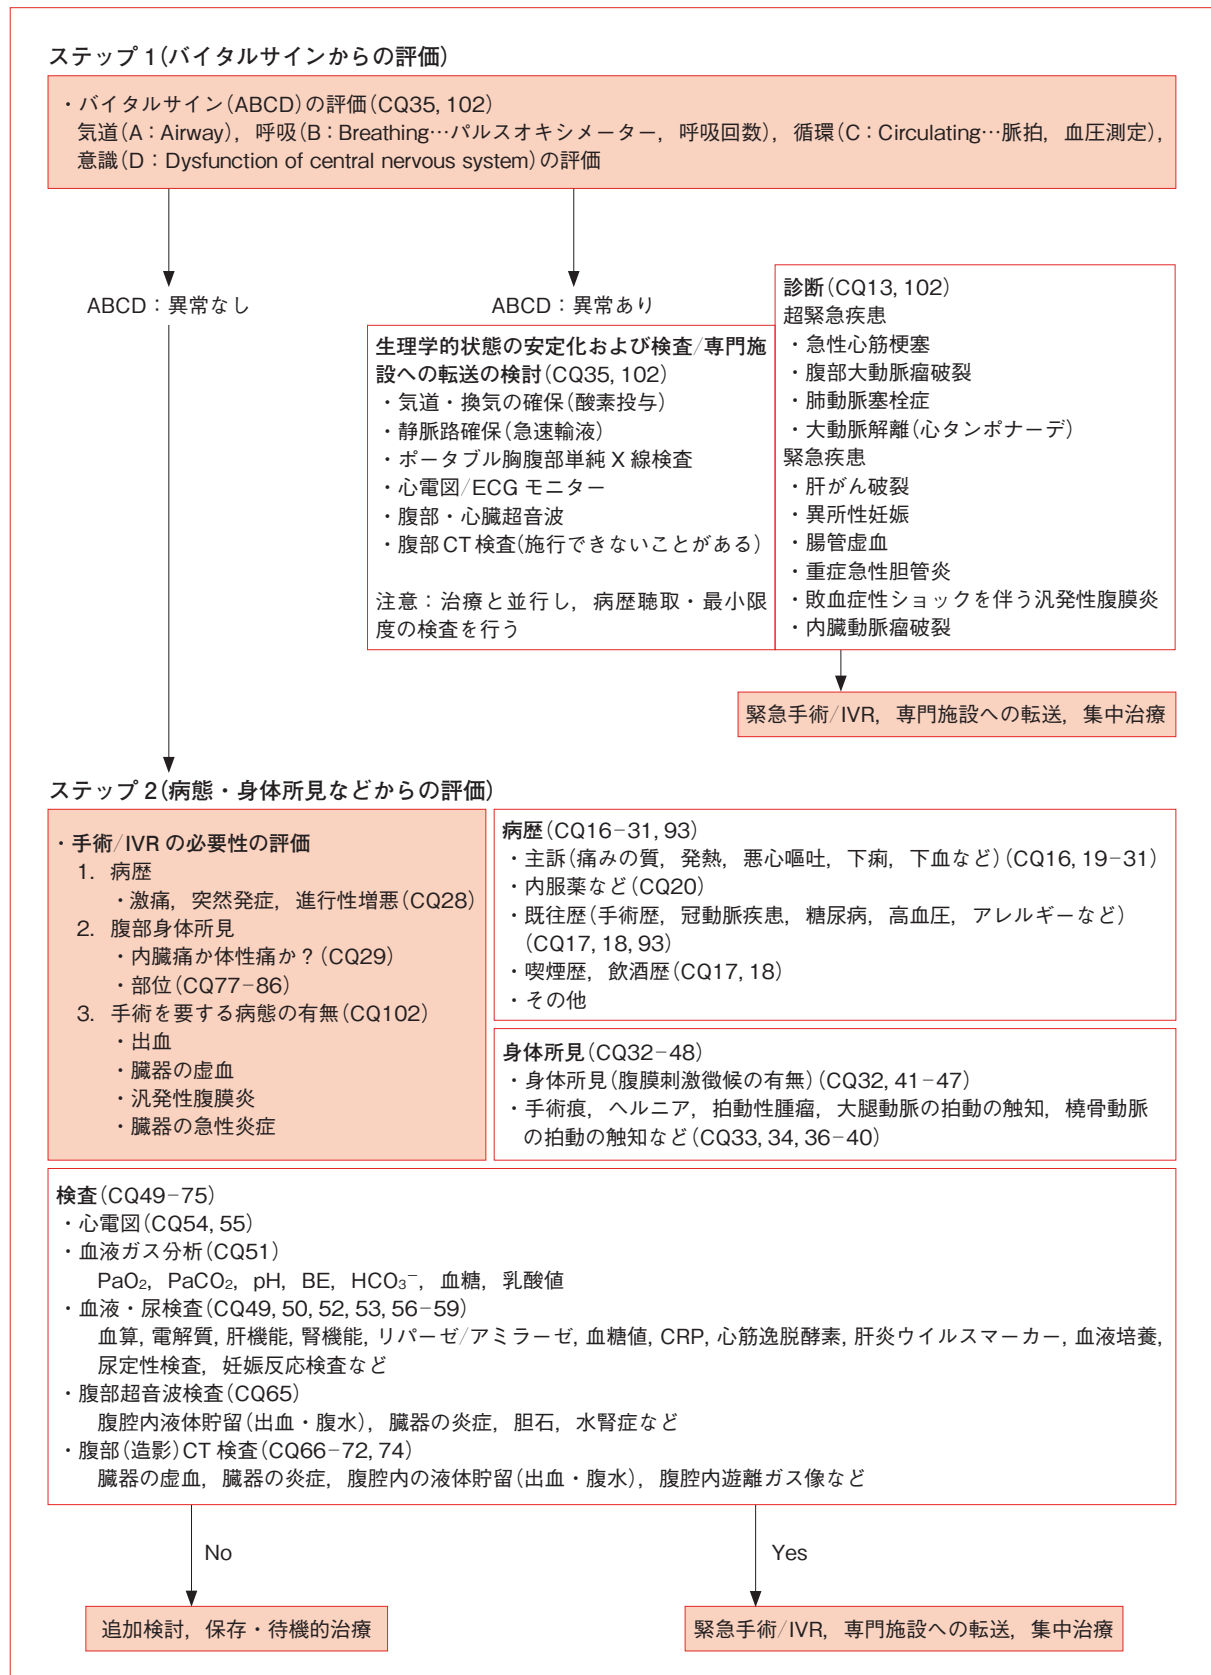 ステップ 1(バイタルサインからの評価)
・バイタルサイン(ABCD)の評価(CQ35, 102)
気道(A：Airway)，呼吸(B：Breathing…パルスオキシメーター，呼吸回数)，循環(C：Circulating…脈拍，血圧測定)，
意識(D：Dysfunction of central nervous system)の評価
ABCD：異常なし
ABCD：異常あり
生理学的状態の安定化および検査/専門施
設への転送の検討(CQ35, 102)
・気道・換気の確保(酸素投与)
・静脈路確保(急速輸液)
・ポータブル胸腹部単純 X 線検査
・心電図/ECG モニター
・腹部・心臓超音波
・腹部 CT 検査(施行できないことがある)
注意：治療と並行し，病歴聴取・最小限
度の検査を行う
診断(CQ13, 102)
超緊急疾患
・急性心筋梗塞
・腹部大動脈瘤破裂
・肺動脈塞栓症
・大動脈解離(心タンポナーデ)
緊急疾患
・肝がん破裂
・異所性妊娠
・腸管虚血
・重症急性胆管炎
・敗血症性ショックを伴う汎発性腹膜炎
・内臓動脈瘤破裂
緊急手術/IVR，専門施設への転送，集中治療
ステップ 2(病態・身体所見などからの評価)
・手術/IVR の必要性の評価
1. 病歴
・激痛，突然発症，進行性増悪(CQ28)
2. 腹部身体所見
・内臓痛か体性痛か？(CQ29)
・部位(CQ77−86)
3. 手術を要する病態の有無(CQ102)
・出血
・臓器の虚血
・汎発性腹膜炎
・臓器の急性炎症
病歴(CQ16−31, 93)
・主訴(痛みの質，発熱，悪心嘔吐，下痢，下血など)(CQ16, 19−31)
・内服薬など(CQ20)
・既往歴(手術歴，冠動脈疾患，糖尿病，高血圧，アレルギーなど)
(CQ17, 18, 93)
・喫煙歴，飲酒歴(CQ17, 18)
・その他
身体所見(CQ32−48)
・身体所見(腹膜刺激徴候の有無)(CQ32, 41−47)
・手術痕，ヘルニア，拍動性腫瘤，大腿動脈の拍動の触知，橈骨動脈
の拍動の触知など(CQ33, 34, 36−40)
検査(CQ49−75)
・心電図(CQ54, 55)
・血液ガス分析(CQ51)
PaO₂，PaCO₂，pH，BE，HCO₃⁻，血糖，乳酸値
・血液・尿検査(CQ49, 50, 52, 53, 56−59)
血算, 電解質, 肝機能, 腎機能, リパーゼ/アミラーゼ, 血糖値, CRP, 心筋逸脱酵素, 肝炎ウイルスマーカー, 血液培養,
尿定性検査，妊娠反応検査など
・腹部超音波検査(CQ65)
腹腔内液体貯留(出血・腹水)，臓器の炎症，胆石，水腎症など
・腹部(造影)CT 検査(CQ66−72, 74)
臓器の虚血，臓器の炎症，腹腔内の液体貯留(出血・腹水)，腹腔内遊離ガス像など
No
Yes
追加検討，保存・待機的治療
緊急手術/IVR，専門施設への転送，集中治療